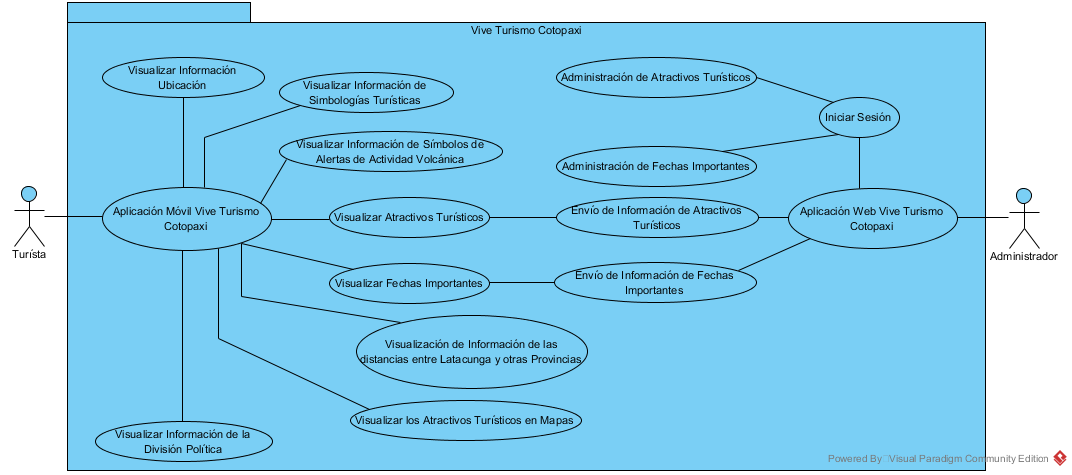 Vive Turismo Cotopaxi
Visualizar Información
Ubicación
Visualizar Información de
Simbologías Turísticas
Administración de Atractivos Turísticos
Iniciar Sesión
Visualizar Información de Símbolos de
Alertas de Actividad Volcánica
Administración de Fechas Importantes
Aplicación Móvil Vive Turismo
Cotopaxi
Visualizar Atractivos Turísticos
Envío de Información de Atractivos
Turísticos
Aplicación Web Vive Turismo
Cotopaxi
Turísta
Administrador
Visualizar Fechas Importantes
Envío de Información de Fechas
Importantes
Visualización de Información de las
distancias entre Latacunga y otras Provincias
Visualizar los Atractivos Turísticos en Mapas
Visualizar Información de la
División Política
Powered By Visual Paradigm Community Edition